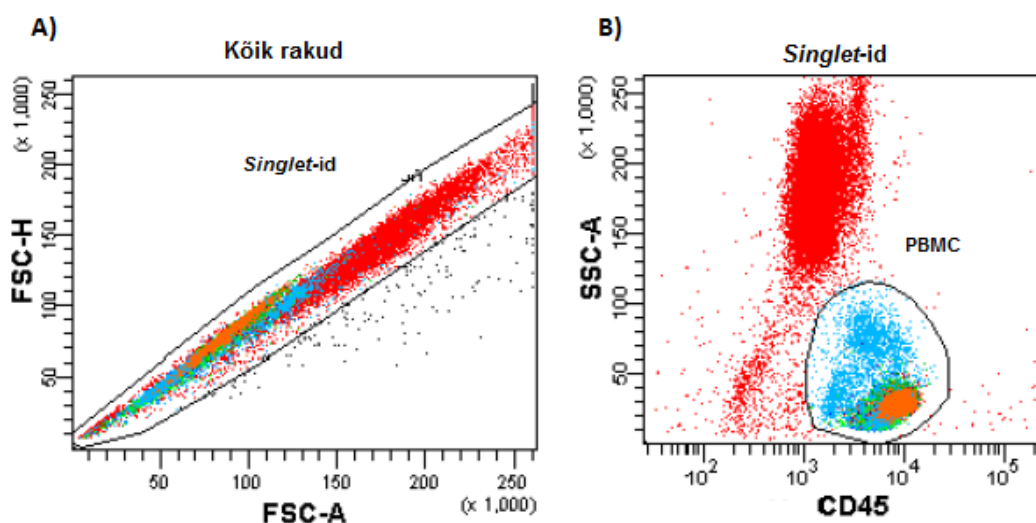 A)
Kõik rakud
FSC-H
(x 1,000)
250
200
150
100
50
Singlet-id
50
100
150
200
250
(x 1,000)
FSC-A
B)
Singlet-id
SSC-A
(x 1,000)
250
200
150
100
50
PBMC
10²
10³
10⁴
10⁵
CD45